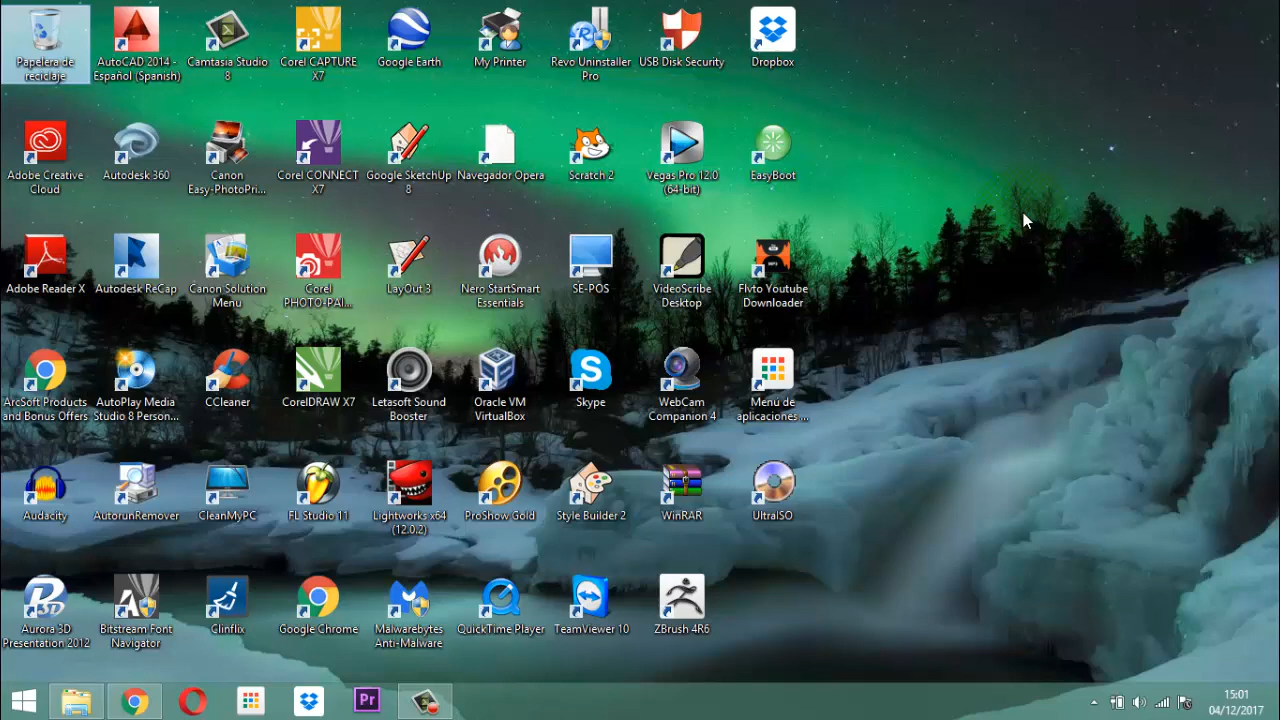 Papelera de
reciclaje
AutoCAD 2014 -
Español (Spanish)
Camtasia Studio
8
Corel CAPTURE
X7
Google Earth
My Printer
Revo Uninstaller
Pro
USB Disk Security
Dropbox
Adobe Creative
Cloud
Autodesk 360
Canon
Easy-PhotoPri...
Corel CONNECT
X7
Google SketchUp
8
Navegador Opera
Scratch 2
Vegas Pro 12.0
(64-bit)
EasyBoot
Adobe Reader X
Autodesk ReCap
Canon Solution
Menu
Corel
PHOTO-PAI...
LayOut 3
Nero StartSmart
Essentials
SE-POS
VideoScribe
Desktop
Flvto Youtube
Downloader
ArcSoft Products
and Bonus Offers
AutoPlay Media
Studio 8 Person...
CCleaner
CorelDRAW X7
Letasoft Sound
Booster
Oracle VM
VirtualBox
Skype
WebCam
Companion 4
Menú de
aplicaciones ...
Audacity
AutorunRemover
CleanMyPC
FL Studio 11
Lightworks x64
(12.0.2)
ProShow Gold
Style Builder 2
WinRAR
UltraISO
Aurora 3D
Presentation 2012
Bitstream Font
Navigator
Clinflix
Google Chrome
Malwarebytes
Anti-Malware
QuickTime Player
TeamViewer 10
ZBrush 4R6
Pr
15:01
04/12/2017